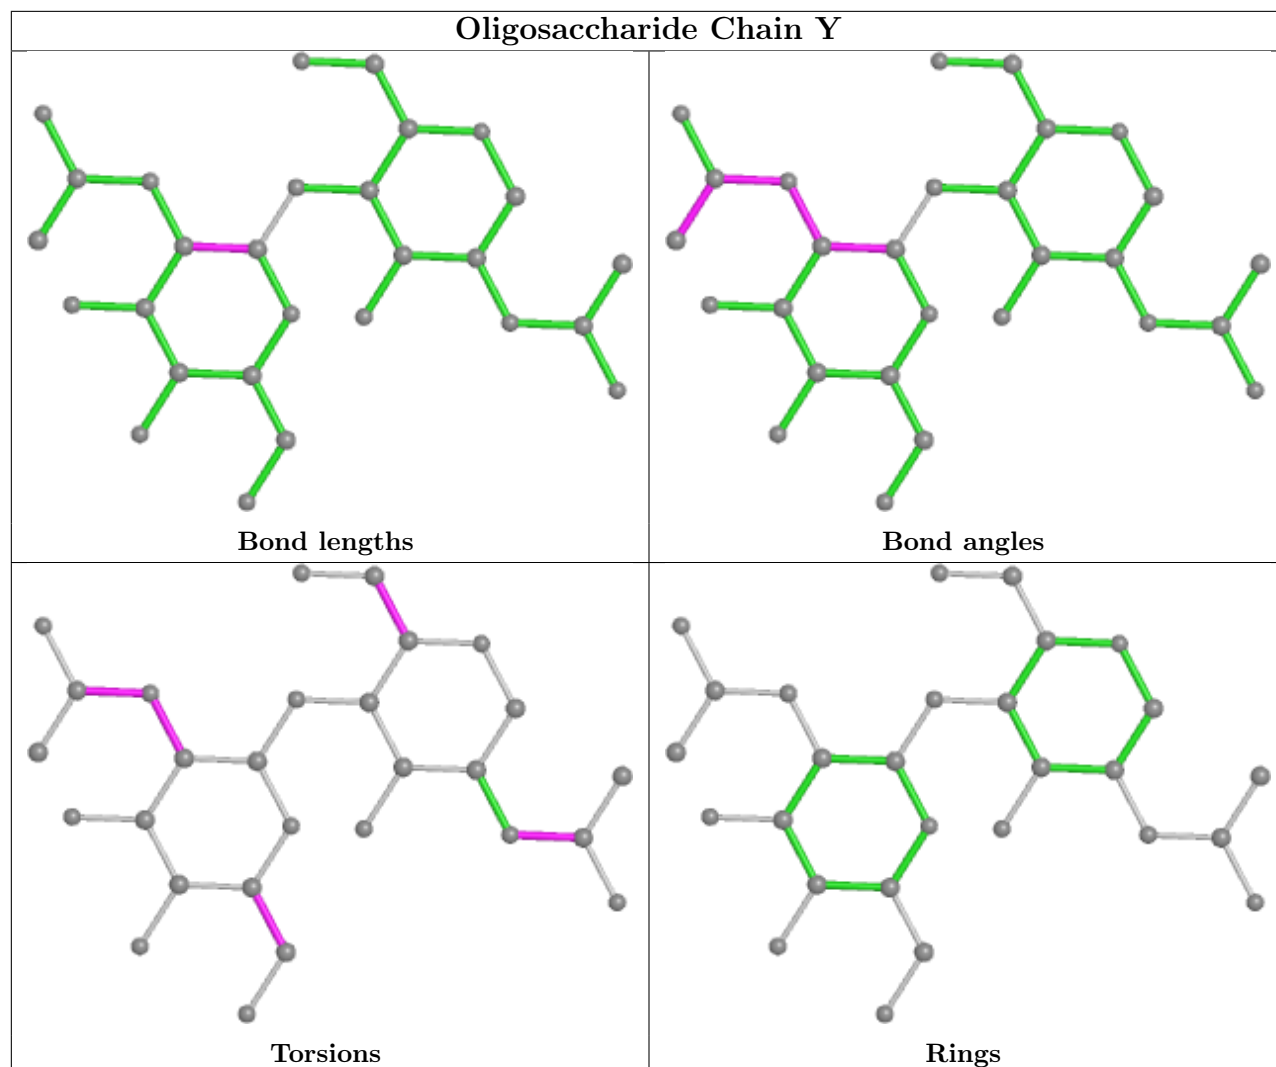 Oligosaccharide Chain Y
Bond lengths
Bond angles
Torsions
Rings